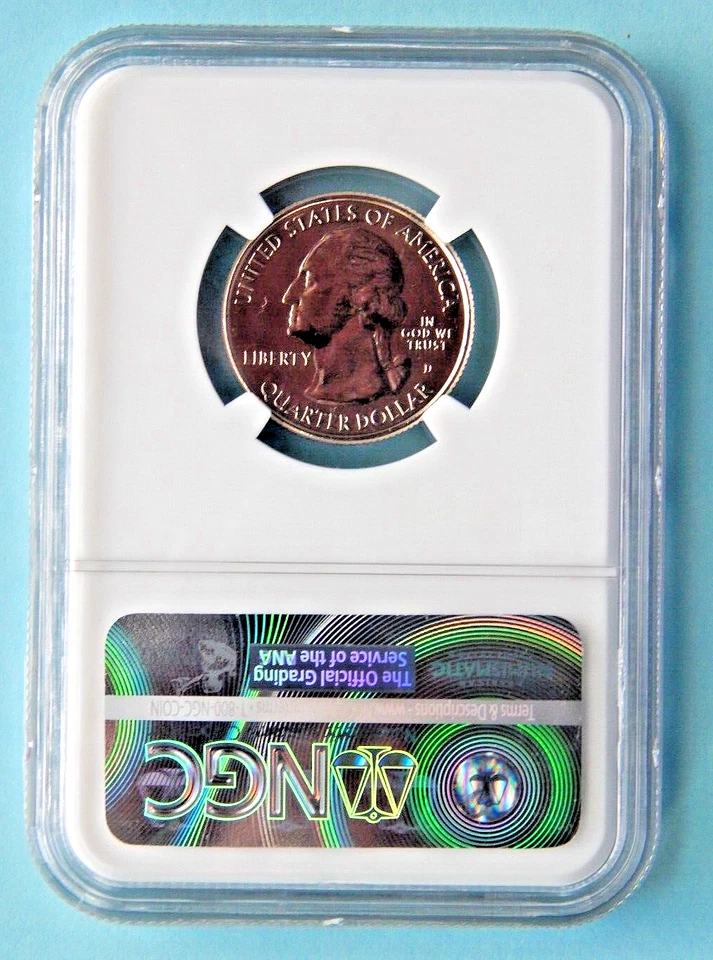 UNITED STATES OF AMERICA
IN
GOD WE
TRUST
LIBERTY
D
QUARTER DOLLAR
NGC
Terms & Descriptions - www. 1-800-NGC-COIN
The Official Grading
Service of the ANA